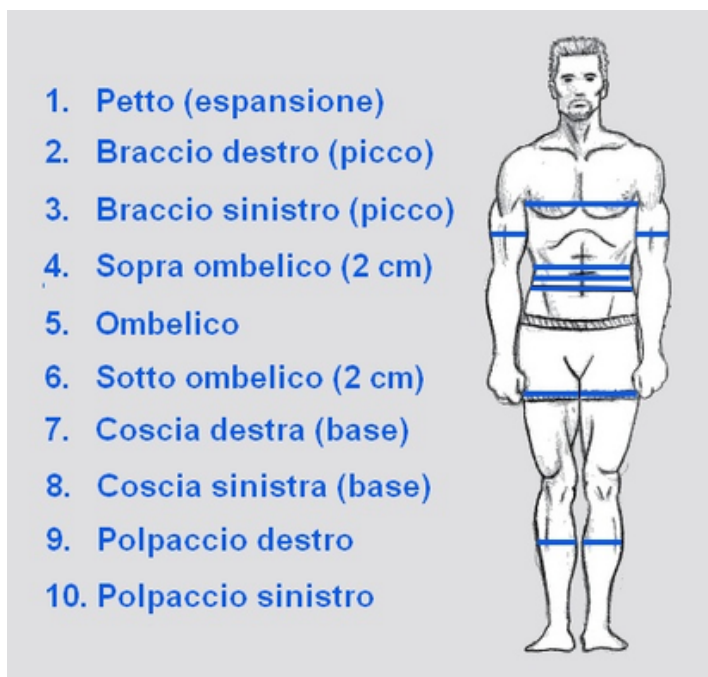 1. Petto (espansione)
2. Braccio destro (picco)
3. Braccio sinistro (picco)
4. Sopra ombelico (2 cm)
5. Ombelico
6. Sotto ombelico (2 cm)
7. Coscia destra (base)
8. Coscia sinistra (base)
9. Polpaccio destro
10. Polpaccio sinistro